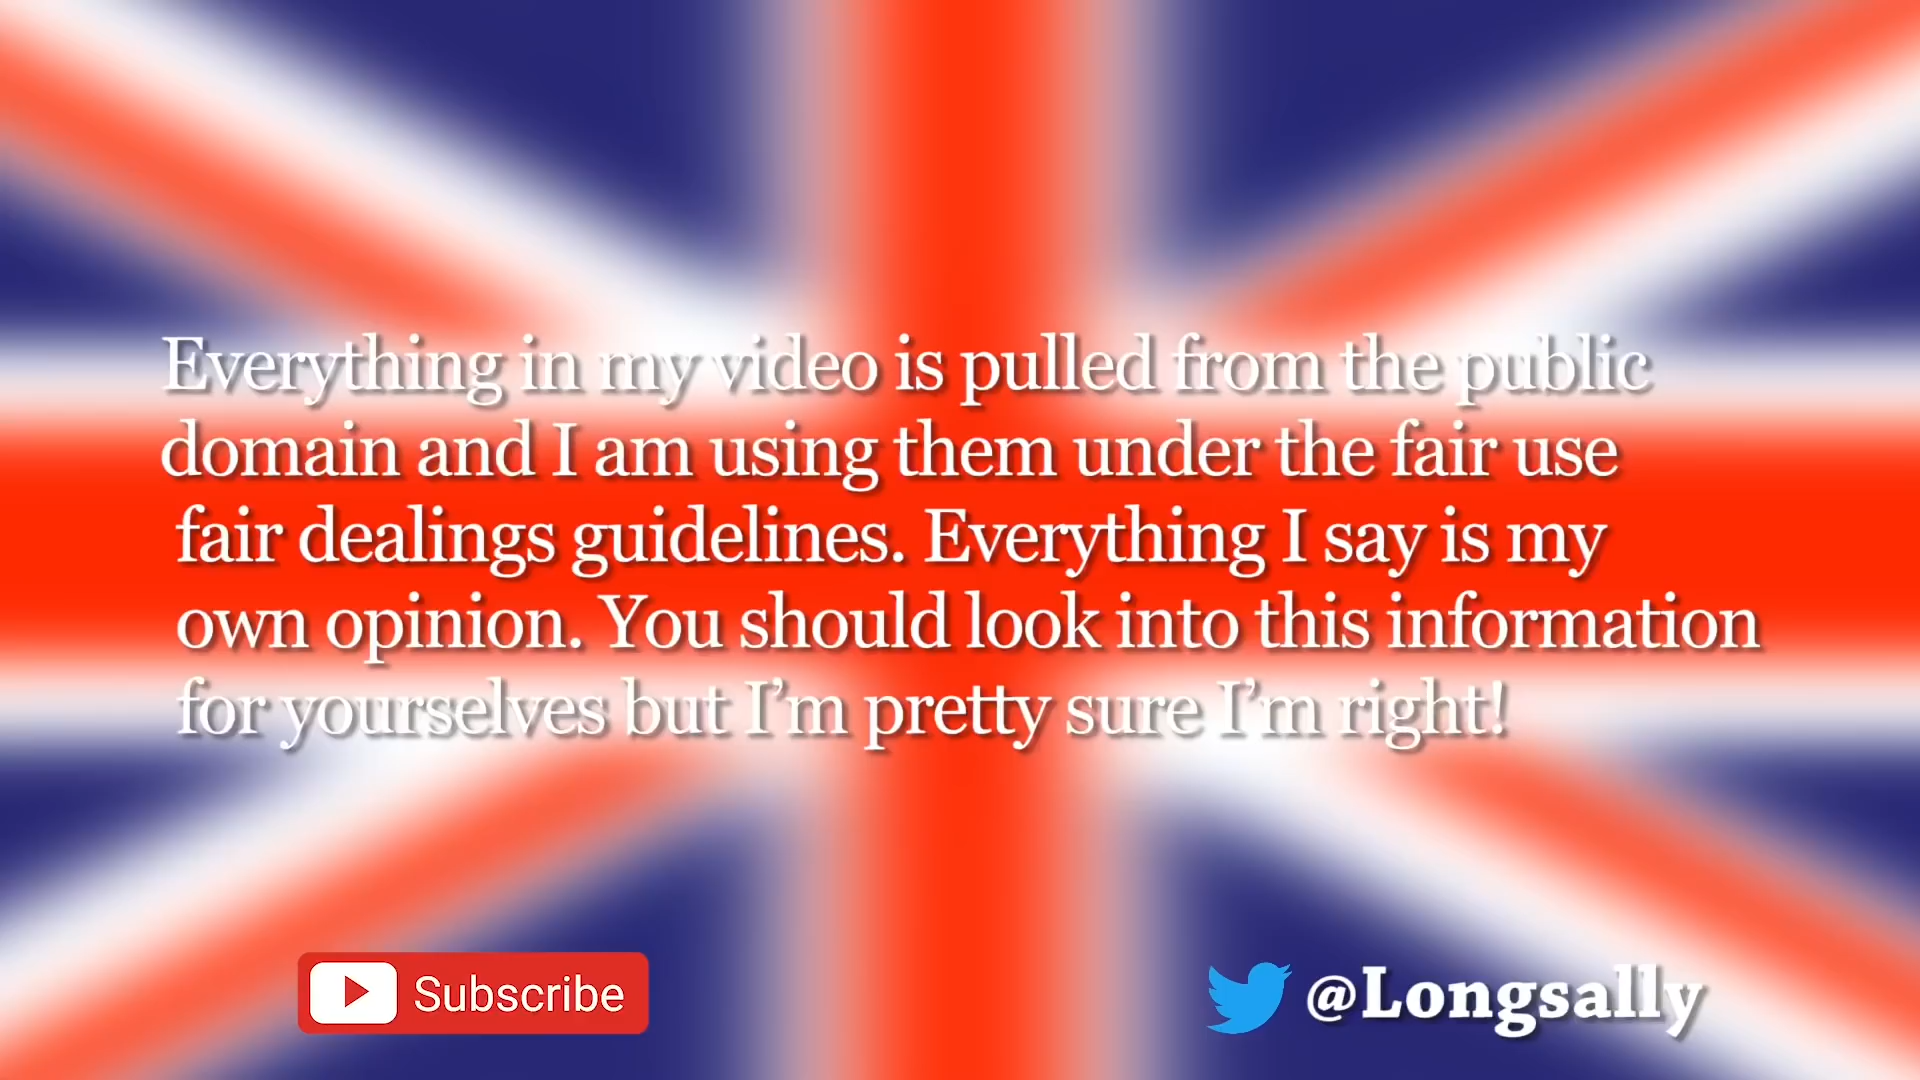 Everything in my video is pulled from the public
domain and I am using them under the fair use
fair dealings guidelines. Everything I say is my
own opinion. You should look into this information
for yourselves but I’m pretty sure I’m right!
Subscribe
@Longsally